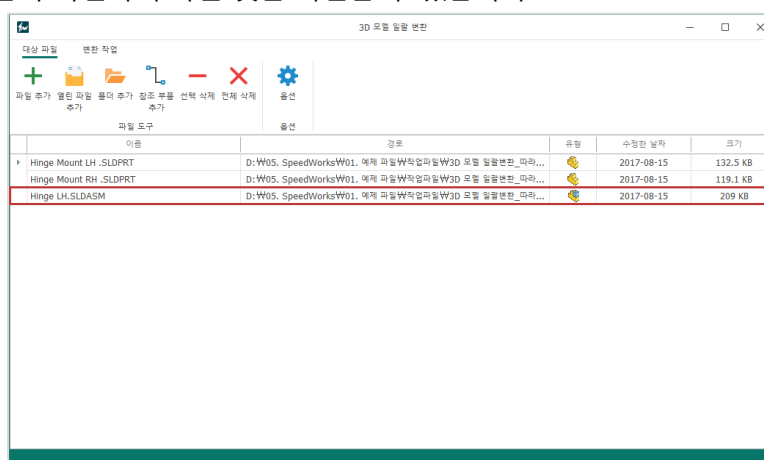 3D 모델 일괄 변환
대상 파일 변환 작업
파일 추가 열린 파일 추가 폴더 추가 참조 부품 추가 선택 삭제 전체 삭제 옵션
파일 도구 옵션
이름 경로 유형 수정한 날짜 크기
Hinge Mount LH .SLDPRT D:₩05. SpeedWorks₩01. 예제 파일₩작업파일₩3D 모델 일괄변환_따라... 2017-08-15 132.5 KB
Hinge Mount RH .SLDPRT D:₩05. SpeedWorks₩01. 예제 파일₩작업파일₩3D 모델 일괄변환_따라... 2017-08-15 119.1 KB
Hinge LH.SLDASM D:₩05. SpeedWorks₩01. 예제 파일₩작업파일₩3D 모델 일괄변환_따라... 2017-08-15 209 KB